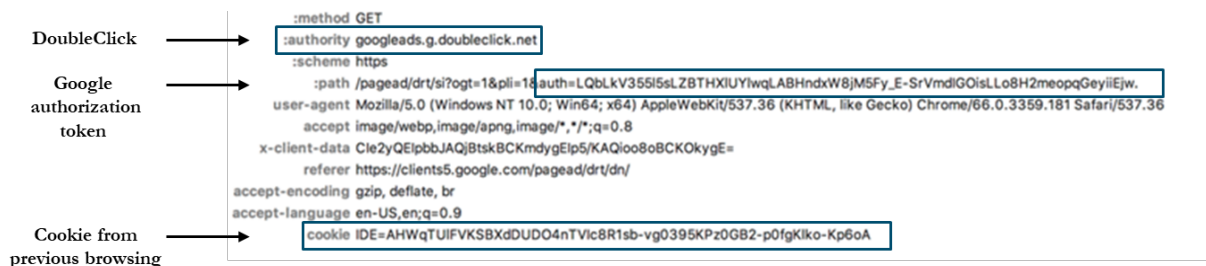 :method GET
DoubleClick
:authority googleads.g.doubleclick.net
:scheme https
Google
authorization
token
:path /pagead/drt/si?ogt=1&pli=1&auth=LQbLkV355l5sLZBTHXlUYlwqLABHndxW8jM5Fy_E-SrVmdlGOisLLo8H2meopqGeyiiEjw.
user-agent Mozilla/5.0 (Windows NT 10.0; Win64; x64) AppleWebKit/537.36 (KHTML, like Gecko) Chrome/66.0.3359.181 Safari/537.36
accept image/webp,image/apng,image/*,*/*;q=0.8
x-client-data CIe2yQEIpbbJAQjBtskBCKmdygEIp5/KAQioo8oBCKOkygE=
referer https://clients5.google.com/pagead/drt/dn/
accept-encoding gzip, deflate, br
accept-language en-US,en;q=0.9
Cookie from
previous browsing
cookie IDE=AHWqTUlFVKSBXdDUDO4nTVlc8R1sb-vg0395KPz0GB2-p0fgKlko-Kp6oA